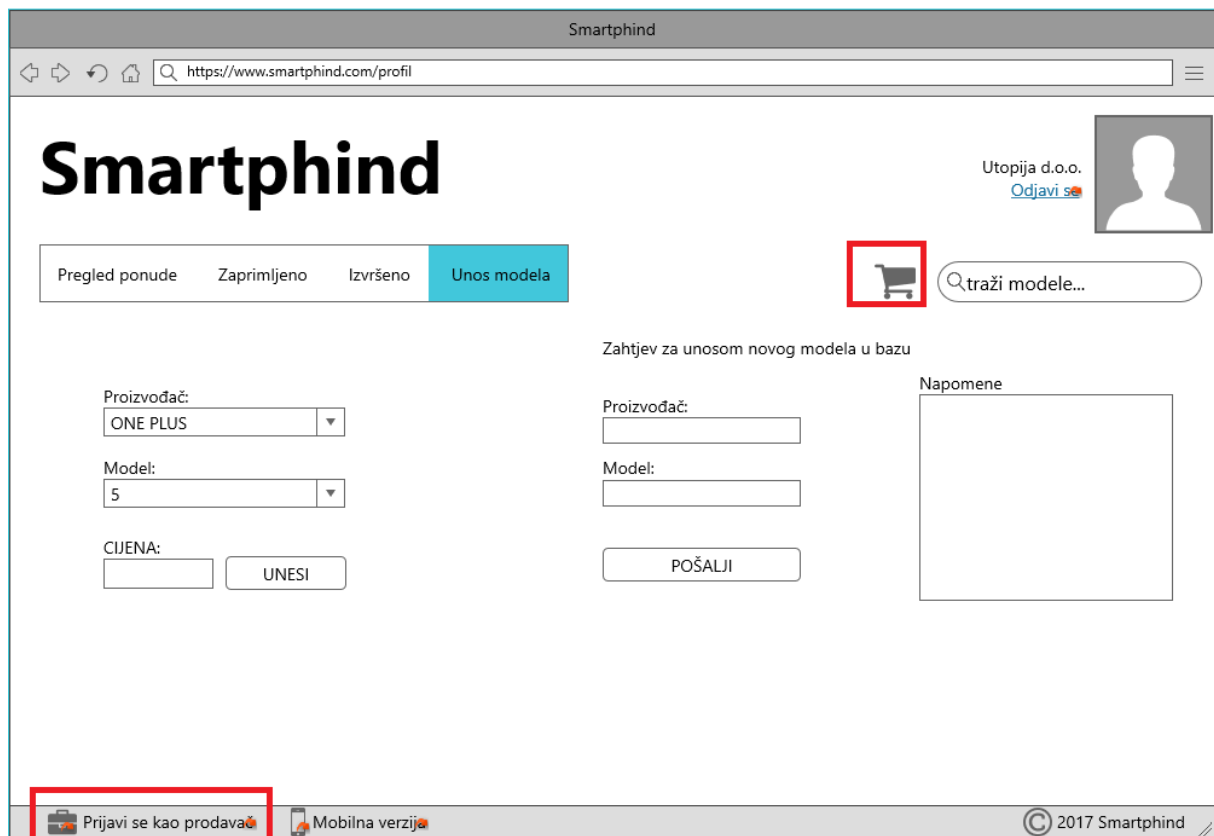 Smartphind
https://www.smartphind.com/profil
Smartphind
Utopija d.o.o.
Odjavi se
Pregled ponude Zaprimljeno Izvršeno Unos modela
traži modele...
Zahtjev za unosom novog modela u bazu
Proizvođač:
ONE PLUS
Model:
5
CIJENA:
UNESI
Proizvođač:
Model:
POŠALJI
Napomene
Prijavi se kao prodavač
Mobilna verzija
© 2017 Smartphind